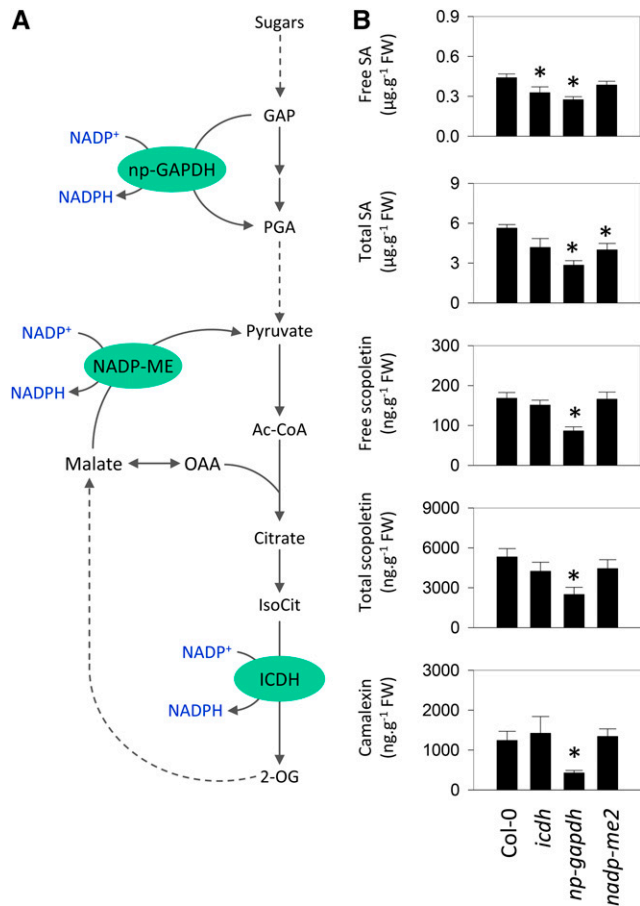 A
Sugars
GAP
NADP⁺
np-GAPDH
NADPH
PGA
NADP⁺
Pyruvate
NADP-ME
NADPH
Ac-CoA
Malate
OAA
Citrate
IsoCit
NADP⁺
ICDH
NADPH
2-OG
B
Free SA
(µg.g⁻¹ FW)
0.9
0.6
0.3
0.0
* *
Total SA
(µg.g⁻¹ FW)
9
6
3
0
* *
Free scopoletin
(ng.g⁻¹ FW)
300
200
100
0
*
Total scopoletin
(ng.g⁻¹ FW)
9000
6000
3000
0
*
Camalexin
(ng.g⁻¹ FW)
3000
2000
1000
0
*
Col-0
icdh
np-gapdh
nadp-me2